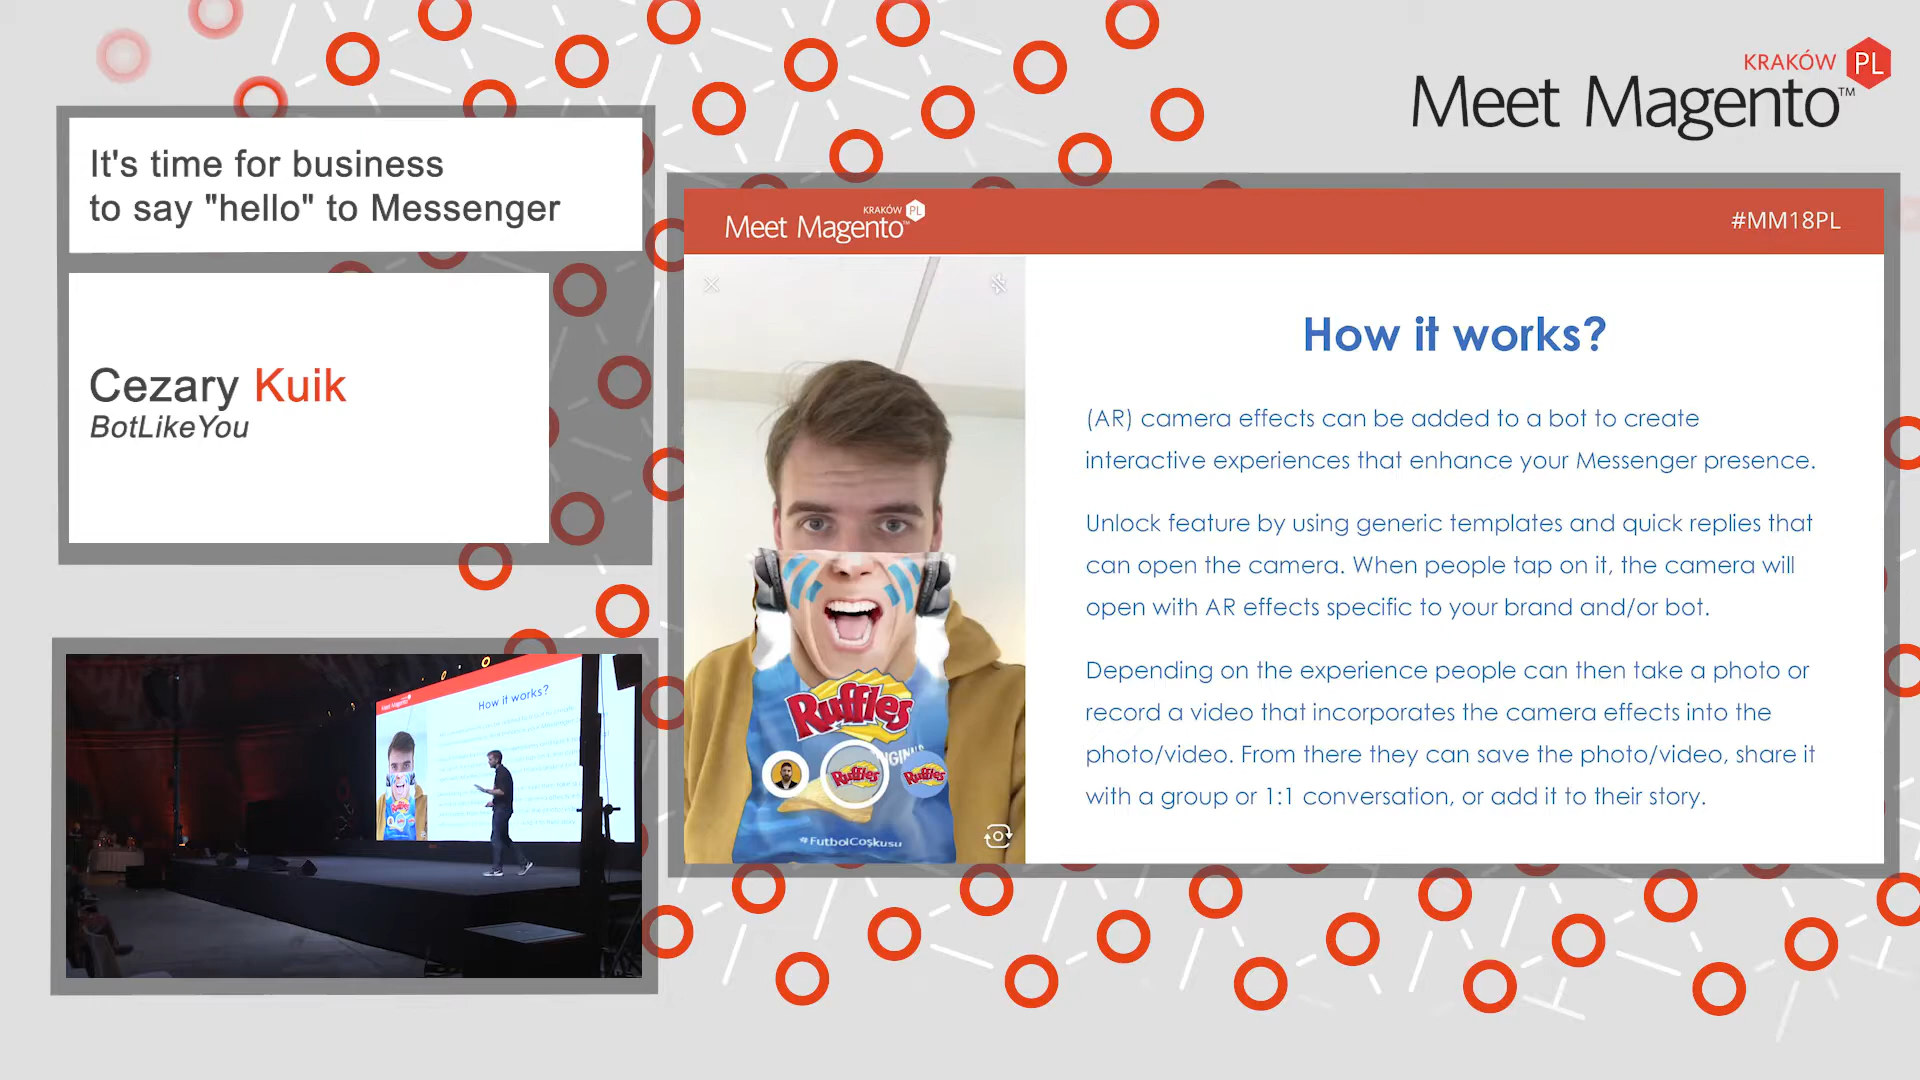 KRAKÓW PL
Meet Magento™
It's time for business
to say "hello" to Messenger
Cezary Kuik
BotLikeYou
KRAKÓW PL
Meet Magento™
#MM18PL
How it works?
(AR) camera effects can be added to a bot to create
interactive experiences that enhance your Messenger presence.
Unlock feature by using generic templates and quick replies that
can open the camera. When people tap on it, the camera will
open with AR effects specific to your brand and/or bot.
Depending on the experience people can then take a photo or
record a video that incorporates the camera effects into the
photo/video. From there they can save the photo/video, share it
with a group or 1:1 conversation, or add it to their story.
Ruffles
Ruffles
Ruffles
#FutbolCoşkusu
Meet Magento
How it works?